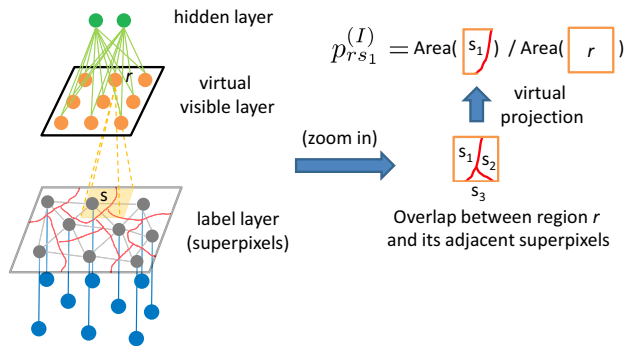 hidden layer
r
virtual
visible layer
s
label layer
(superpixels)
(zoom in)
p_{rs_1}^{(I)} = Area( s₁ ) / Area( r )
virtual
projection
s₁ s₂
s₃
Overlap between region r
and its adjacent superpixels